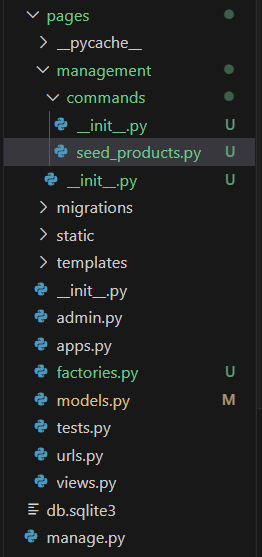 pages
__pycache__
management
commands
__init__.py U
seed_products.py U
__init__.py U
migrations
static
templates
__init__.py
admin.py
apps.py
factories.py U
models.py M
tests.py
urls.py
views.py
db.sqlite3
manage.py